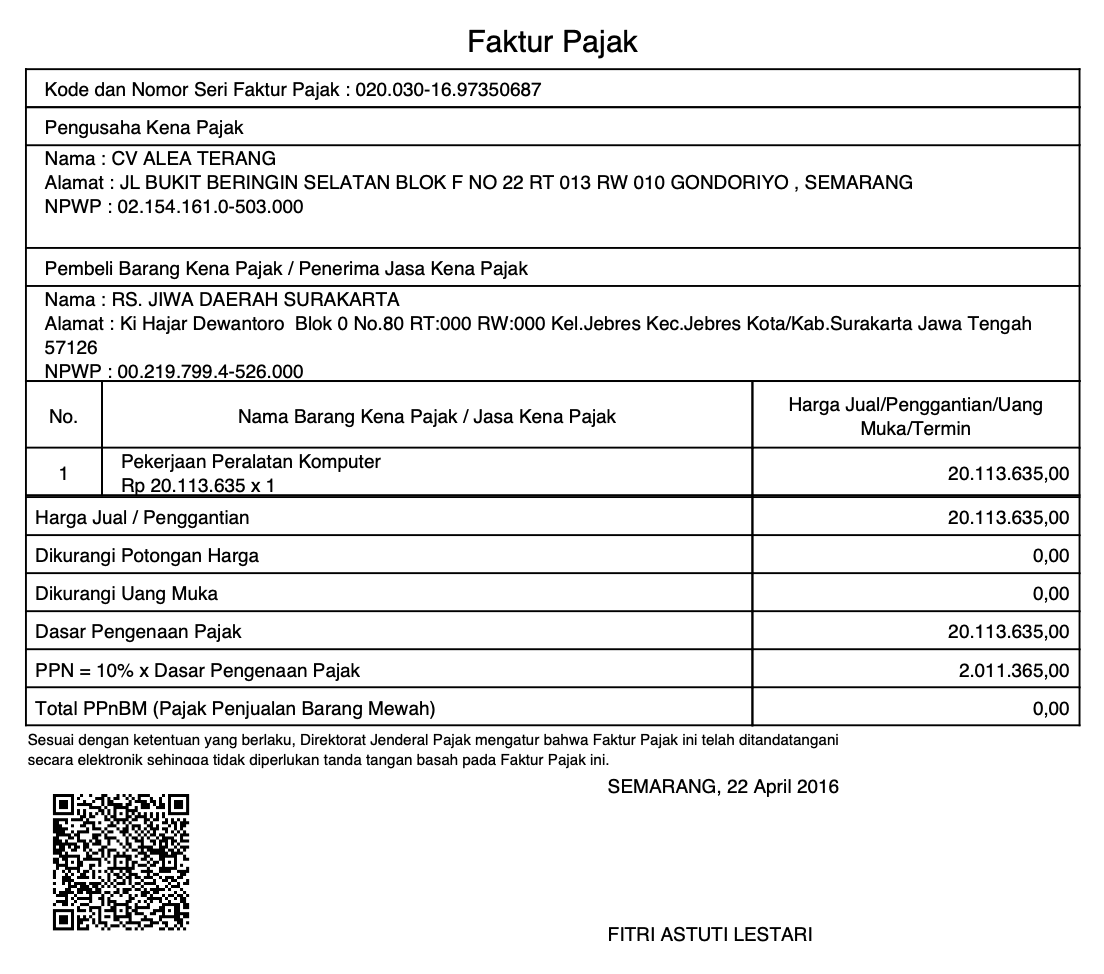 Faktur Pajak
Kode dan Nomor Seri Faktur Pajak : 020.030-16.97350687
Pengusaha Kena Pajak
Nama : CV ALEA TERANG
Alamat : JL BUKIT BERINGIN SELATAN BLOK F NO 22 RT 013 RW 010 GONDORIYO , SEMARANG
NPWP : 02.154.161.0-503.000
Pembeli Barang Kena Pajak / Penerima Jasa Kena Pajak
Nama : RS. JIWA DAERAH SURAKARTA
Alamat : Ki Hajar Dewantoro  Blok 0 No.80 RT:000 RW:000 Kel.Jebres Kec.Jebres Kota/Kab.Surakarta Jawa Tengah
57126
NPWP : 00.219.799.4-526.000
No. Nama Barang Kena Pajak / Jasa Kena Pajak Harga Jual/Penggantian/Uang
Muka/Termin
1 Pekerjaan Peralatan Komputer
Rp 20.113.635 x 1 20.113.635,00
Harga Jual / Penggantian 20.113.635,00
Dikurangi Potongan Harga 0,00
Dikurangi Uang Muka 0,00
Dasar Pengenaan Pajak 20.113.635,00
PPN = 10% x Dasar Pengenaan Pajak 2.011.365,00
Total PPnBM (Pajak Penjualan Barang Mewah) 0,00
Sesuai dengan ketentuan yang berlaku, Direktorat Jenderal Pajak mengatur bahwa Faktur Pajak ini telah ditandatangani
secara elektronik sehingga tidak diperlukan tanda tangan basah pada Faktur Pajak ini.
SEMARANG, 22 April 2016
FITRI ASTUTI LESTARI